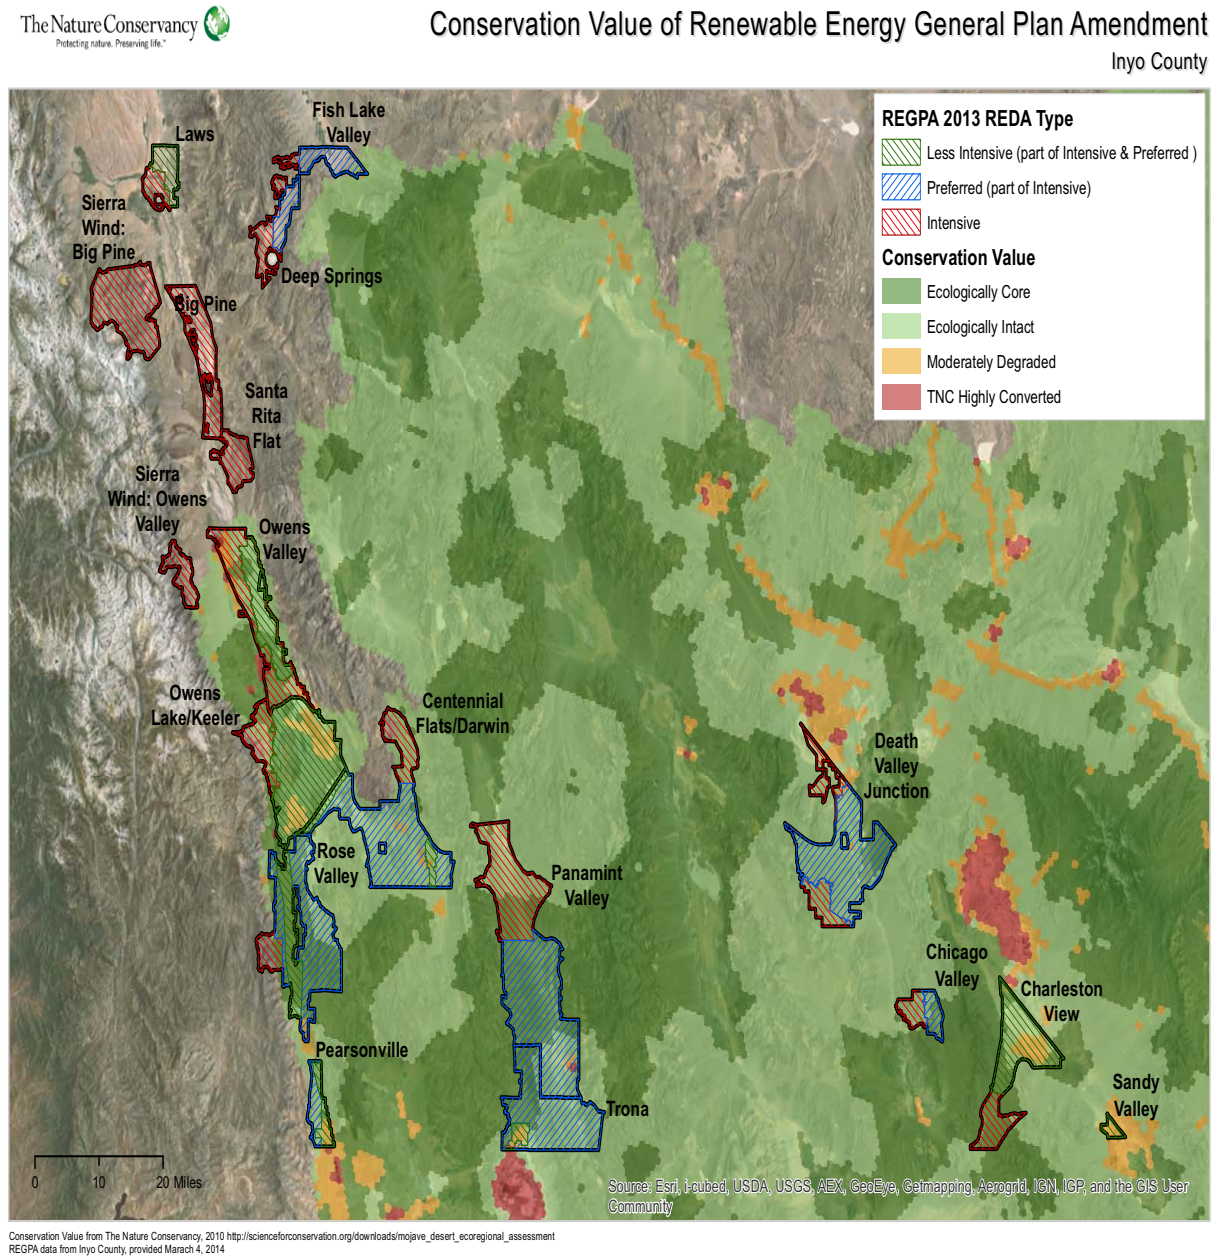 The Nature Conservancy
Protecting nature. Preserving life.™
Conservation Value of Renewable Energy General Plan Amendment
Inyo County
REGPA 2013 REDA Type
Less Intensive (part of Intensive & Preferred )
Preferred (part of Intensive)
Intensive
Conservation Value
Ecologically Core
Ecologically Intact
Moderately Degraded
TNC Highly Converted
Laws
Fish Lake
Valley
Sierra
Wind:
Big Pine
Deep Springs
Big Pine
Santa
Rita
Flat
Sierra
Wind: Owens
Valley
Owens
Valley
Owens
Lake/Keeler
Centennial
Flats/Darwin
Death
Valley
Junction
Rose
Valley
Panamint
Valley
Chicago
Valley
Charleston
View
Pearsonville
Trona
Sandy
Valley
0 10 20 Miles
Source: Esri, i-cubed, USDA, USGS, AEX, GeoEye, Getmapping, Aerogrid, IGN, IGP, and the GIS User
Community
Conservation Value from The Nature Conservancy, 2010 http://scienceforconservation.org/downloads/mojave_desert_ecoregional_assessment
REGPA data from Inyo County, provided Marach 4, 2014